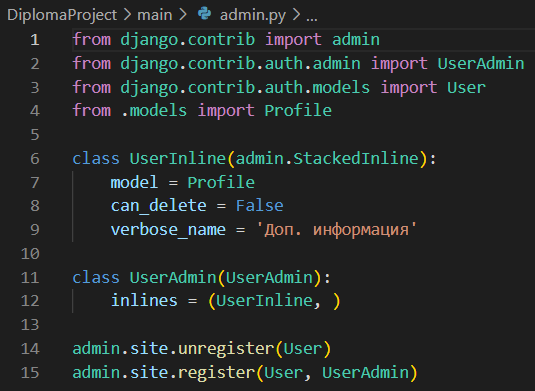 DiplomaProject > main > admin.py > ...
1 from django.contrib import admin
2 from django.contrib.auth.admin import UserAdmin
3 from django.contrib.auth.models import User
4 from .models import Profile
5
6 class UserInline(admin.StackedInline):
7     model = Profile
8     can_delete = False
9     verbose_name = 'Доп. информация'
10
11 class UserAdmin(UserAdmin):
12     inlines = (UserInline, )
13
14 admin.site.unregister(User)
15 admin.site.register(User, UserAdmin)